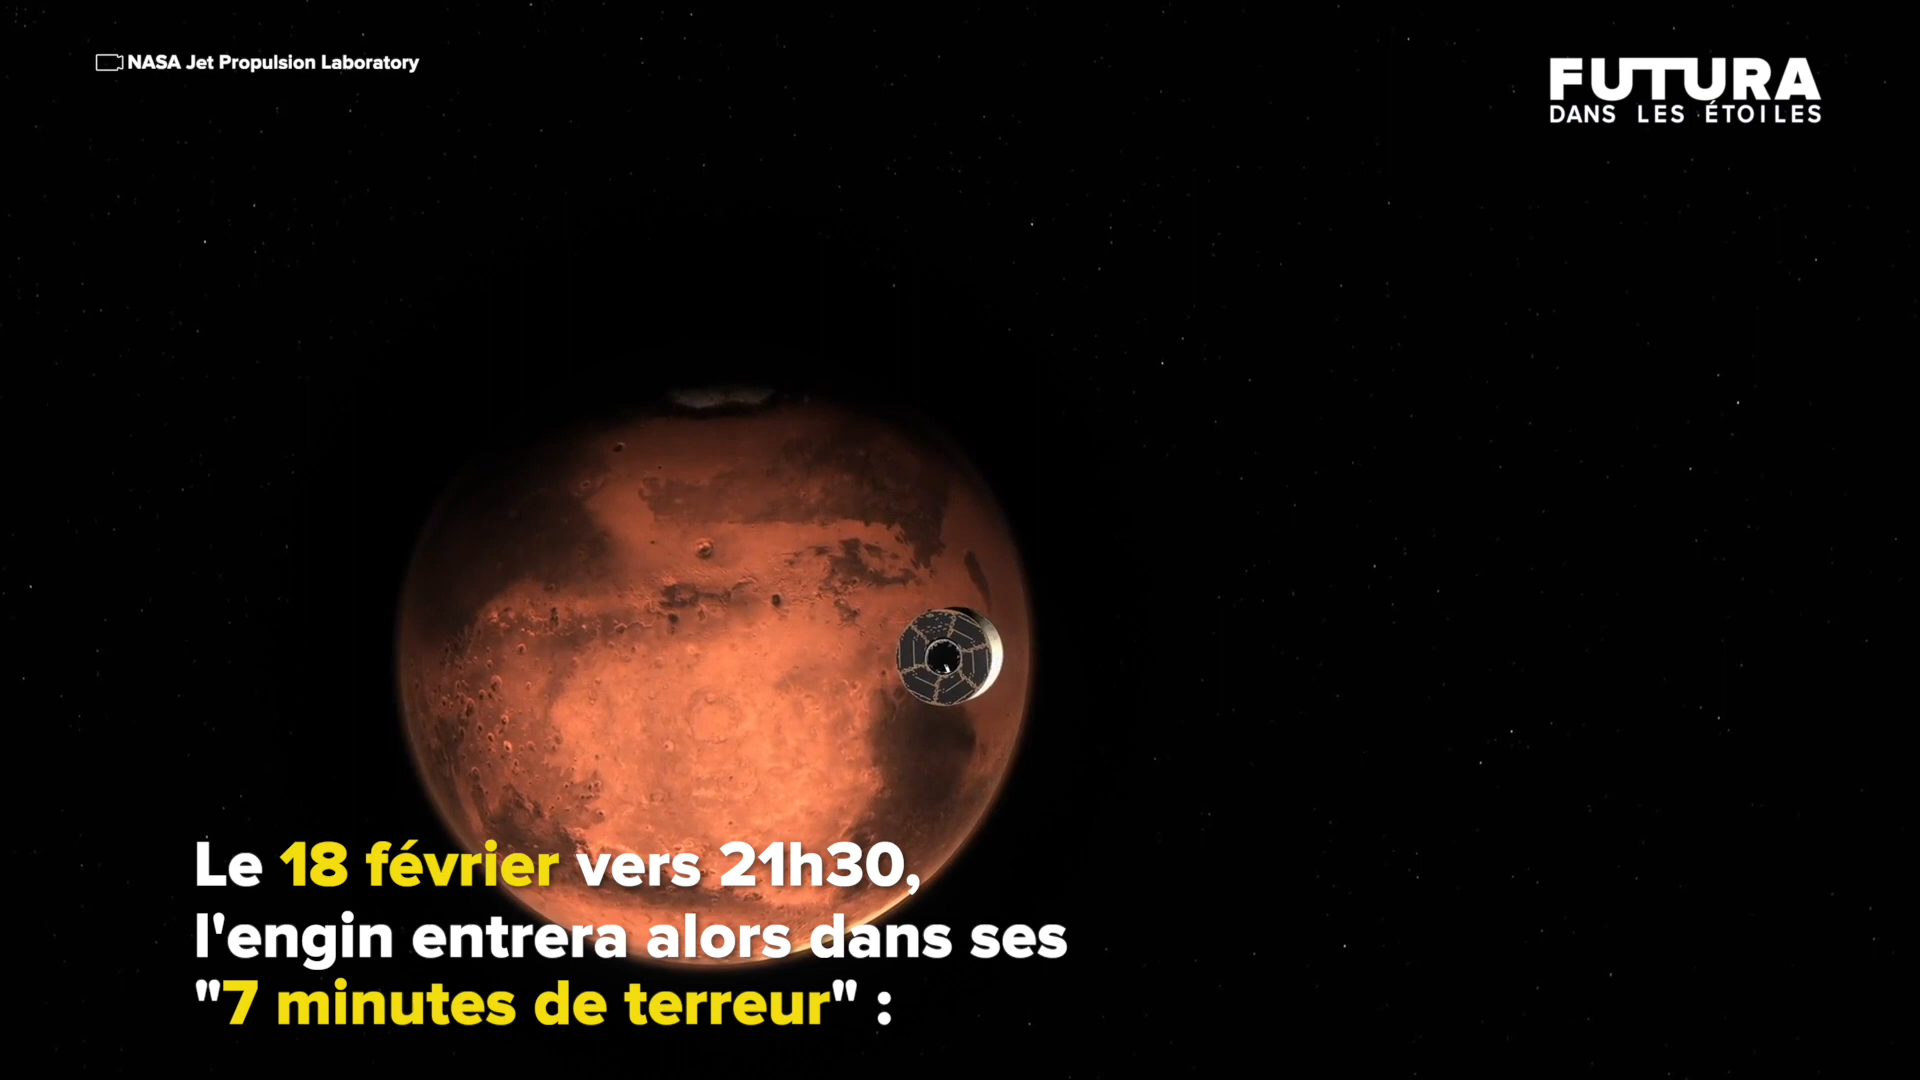 NASA Jet Propulsion Laboratory
FUTURA
DANS LES ÉTOILES
Le 18 février vers 21h30,
l'engin entrera alors dans ses
"7 minutes de terreur" :